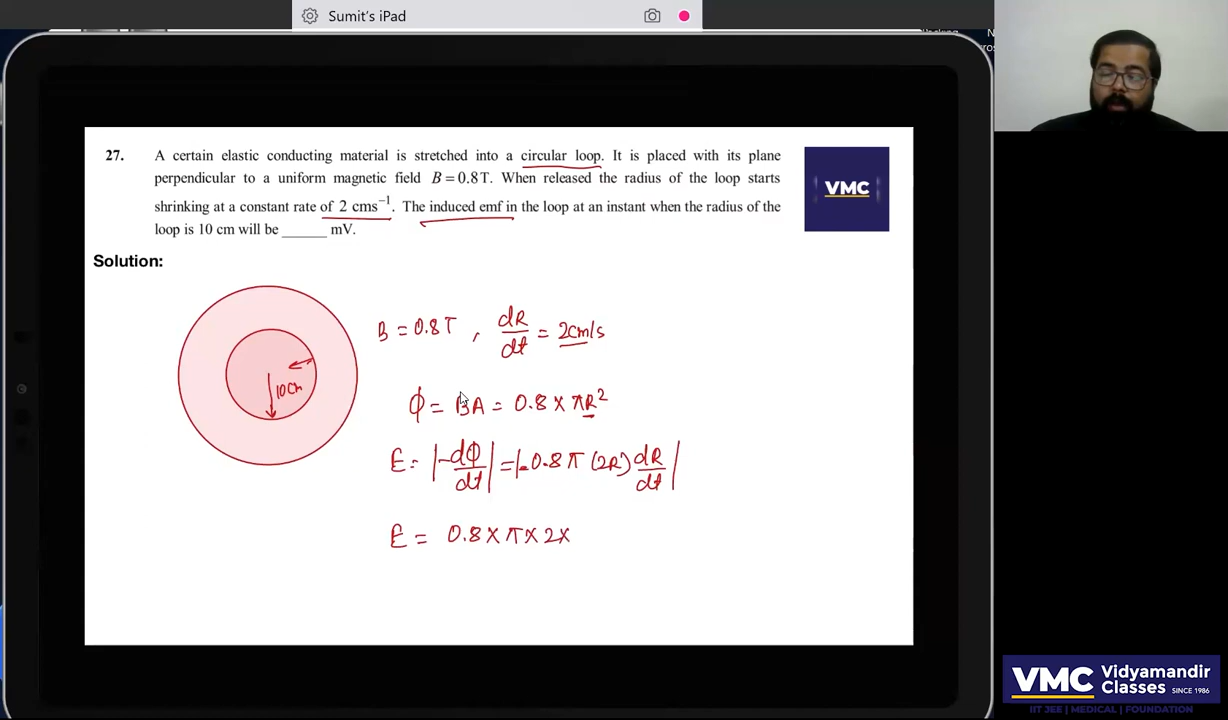 Sumit's iPad
27. A certain elastic conducting material is stretched into a circular loop. It is placed with its plane
perpendicular to a uniform magnetic field B = 0.8T. When released the radius of the loop starts
shrinking at a constant rate of 2 cms⁻¹. The induced emf in the loop at an instant when the radius of the
loop is 10 cm will be ______ mV.
VMC
Solution:
10cm
B = 0.8T , dR/dt = 2cm/s
ϕ = BA = 0.8 × πR²
E = |-dϕ/dt| = |-0.8π (2R) dR/dt|
E = 0.8 × π × 2 ×
VMC Vidyamandir Classes SINCE 1986
IIT JEE | MEDICAL | FOUNDATION